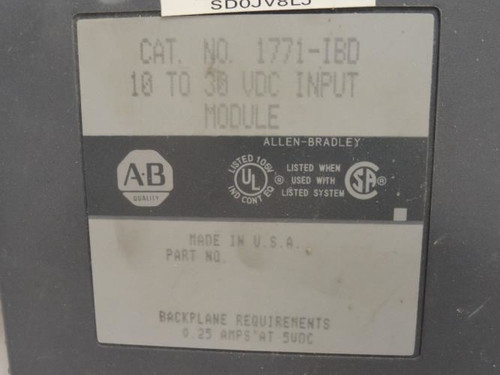 SD0JV8LJ
CAT. NO. 1771-IBD
10 TO 30 VDC INPUT
MODULE
ALLEN-BRADLEY
A-B
QUALITY
LISTED 105V
UL ®
IND CONT EQ
LISTED WHEN
USED WITH
LISTED SYSTEM
SA ®
MADE IN U.S.A.
PART NO.
BACKPLANE REQUIREMENTS
0.25 AMPS AT 5VDC